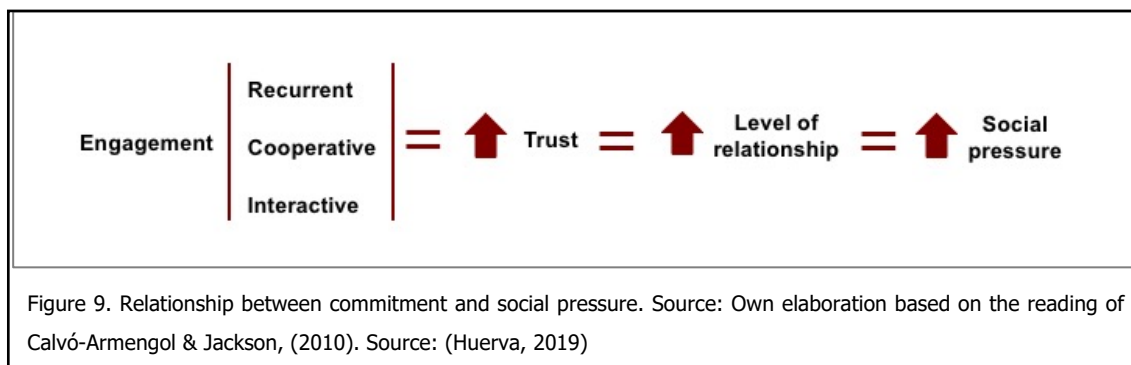 Engagement
Recurrent
Cooperative
Interactive
= Trust = Level of
relationship = Social
pressure
Figure 9. Relationship between commitment and social pressure. Source: Own elaboration based on the reading of
Calvó-Armengol & Jackson, (2010). Source: (Huerva, 2019)